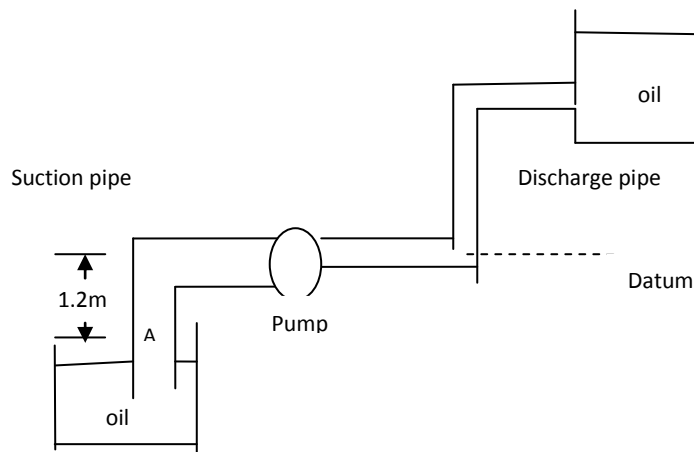 oil
Suction pipe
Discharge pipe
1.2m
Datum
Pump
A
oil